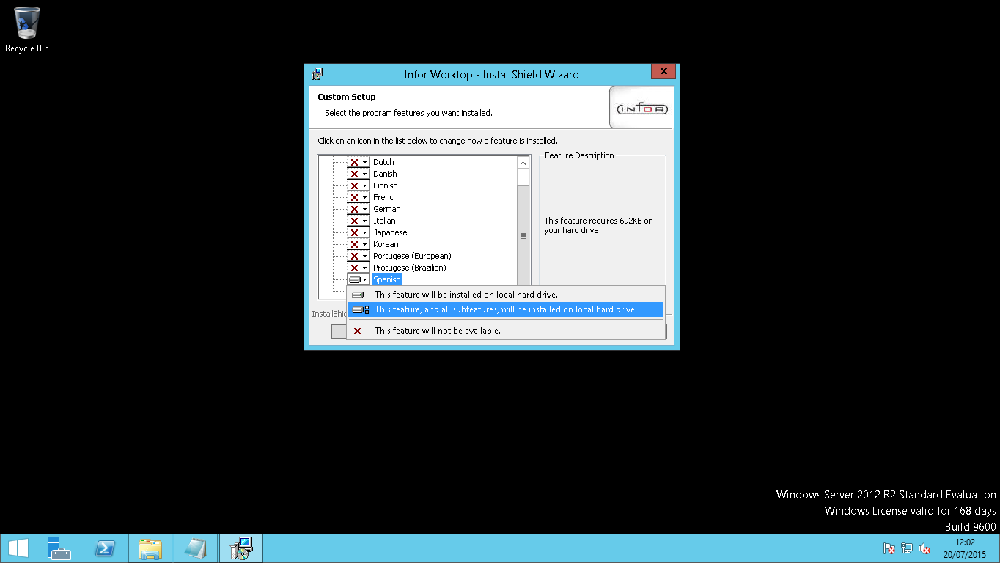 Recycle Bin
Infor Worktop - InstallShield Wizard
Custom Setup
Select the program features you want installed.
INFOR
Click on an icon in the list below to change how a feature is installed.
Dutch
Danish
Finnish
French
German
Italian
Japanese
Korean
Portugese (European)
Protugese (Brazilian)
Spanish
Feature Description
This feature requires 692KB on
your hard drive.
This feature will be installed on local hard drive.
This feature, and all subfeatures, will be installed on local hard drive.
This feature will not be available.
InstallShie
Windows Server 2012 R2 Standard Evaluation
Windows License valid for 168 days
Build 9600
12:02
20/07/2015